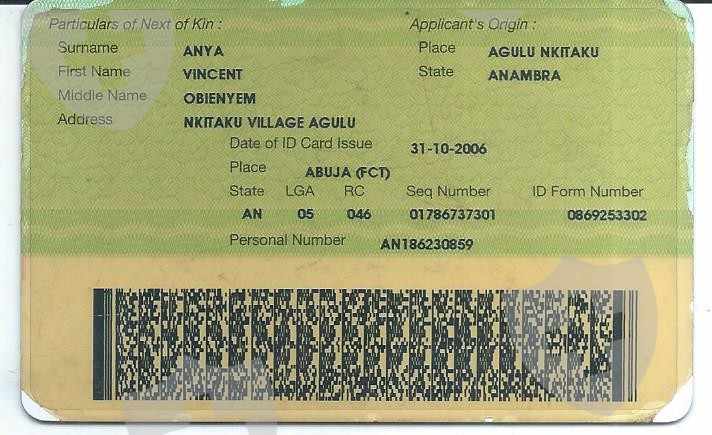 Particulars of Next of Kin : Applicant's Origin :
Surname ANYA Place AGULU NKITAKU
First Name VINCENT State ANAMBRA
Middle Name OBIENYEM
Address NKITAKU VILLAGE AGULU
Date of ID Card Issue 31-10-2006
Place ABUJA (FCT)
State LGA RC Seq Number ID Form Number
AN 05 046 01786737301 0869253302
Personal Number AN186230859